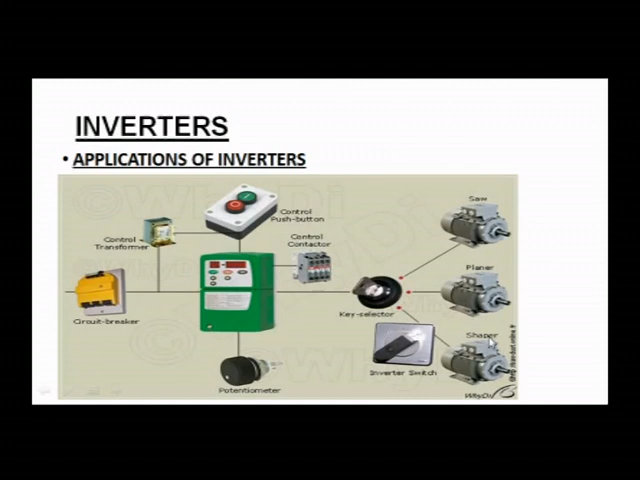 INVERTERS
• APPLICATIONS OF INVERTERS
Saw
Control
Push-button
Control
Transformer
Control
Contactor
Planer
Circuit-breaker
Key-selector
Shaper
Inverter Switch
Potentiometer
WhyDi